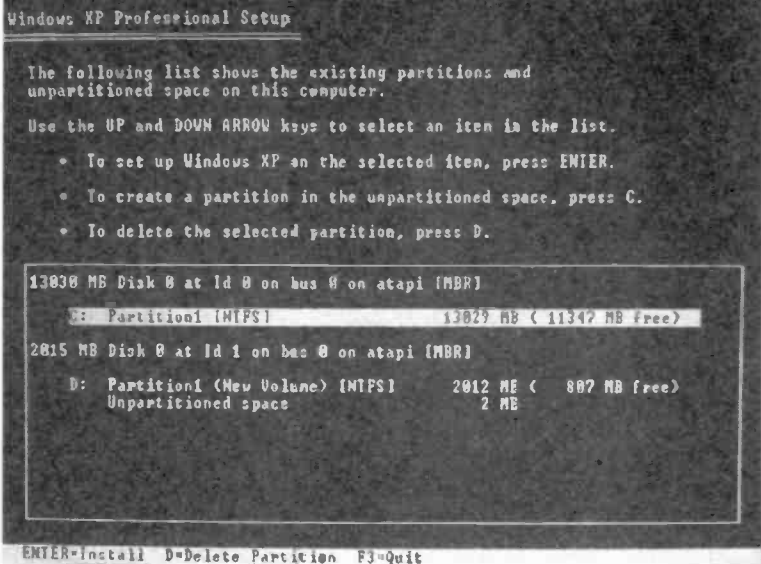 Windows XP Professional Setup
The following list shows the existing partitions and
unpartitioned space on this computer.
Use the UP and DOWN ARROW keys to select an item in the list.
• To set up Windows XP on the selected item, press ENTER.
• To create a partition in the unpartitioned space, press C.
• To delete the selected partition, press D.
13030 MB Disk 0 at Id 0 on bus 0 on atapi [MBR]
C: Partition1 [NTFS] 13029 MB ( 11347 MB free)
2015 MB Disk 0 at Id 1 on bus 0 on atapi [MBR]
D: Partition1 (New Volume) [NTFS] 2012 MB ( 807 MB free)
Unpartitioned space 2 MB
ENTER=Install D=Delete Partition F3=Quit